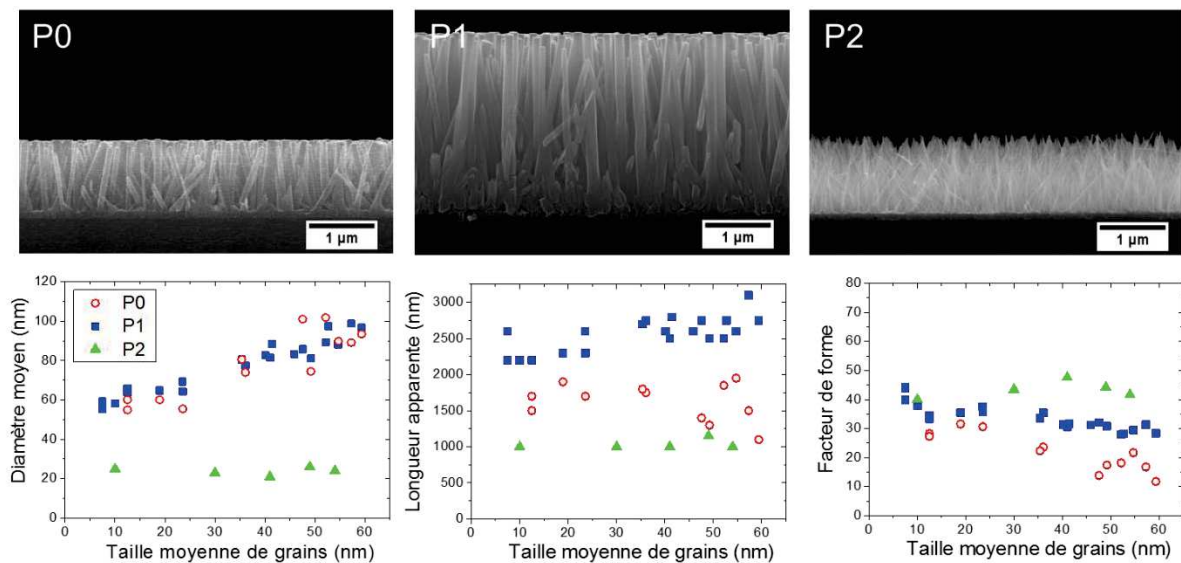 P0
P1
P2
1 µm
1 µm
1 µm
Diamètre moyen (nm)
120
100
80
60
40
20
0
P0
P1
P2
0 10 20 30 40 50 60
Taille moyenne de grains (nm)
Longueur apparente (nm)
3000
2500
2000
1500
1000
500
0
0 10 20 30 40 50 60
Taille moyenne de grains (nm)
Facteur de forme
80
70
60
50
40
30
20
10
0
0 10 20 30 40 50 60
Taille moyenne de grains (nm)